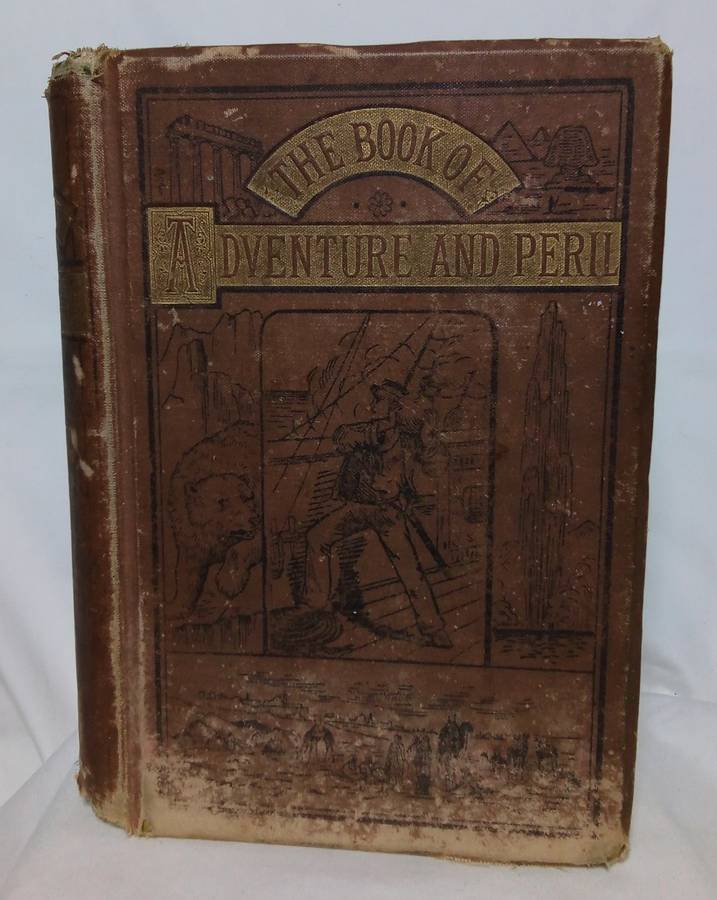 THE BOOK OF
ADVENTURE AND PERIL